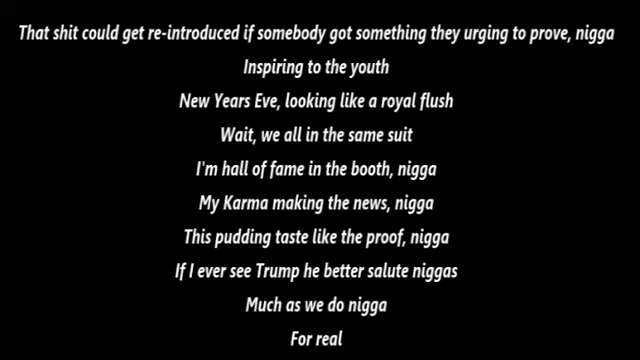 That shit could get re-introduced if somebody got something they urging to prove, nigga
Inspiring to the youth
New Years Eve, looking like a royal flush
Wait, we all in the same suit
I'm hall of fame in the booth, nigga
My Karma making the news, nigga
This pudding taste like the proof, nigga
If I ever see Trump he better salute niggas
Much as we do nigga
For real